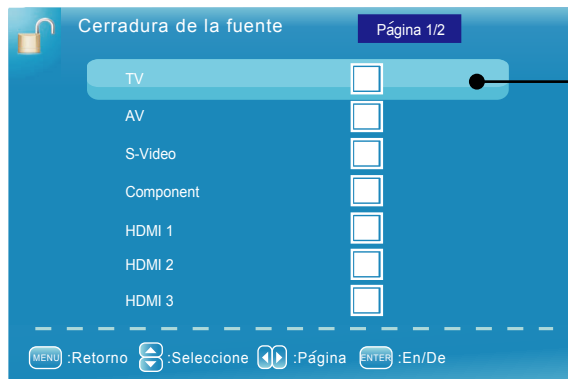 Cerradura de la fuente Página 1/2
TV
AV
S-Video
Component
HDMI 1
HDMI 2
HDMI 3
MENU :Retorno :Seleccione :Página ENTER :En/De